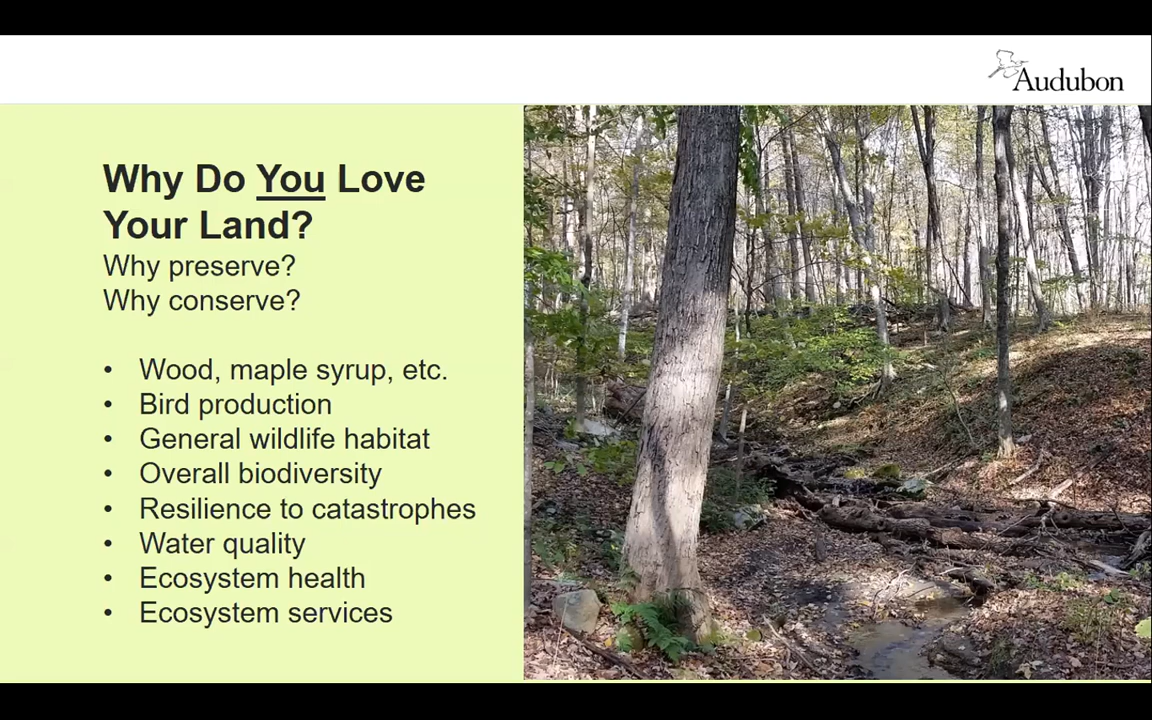 Audubon
Why Do You Love
Your Land?
Why preserve?
Why conserve?
• Wood, maple syrup, etc.
• Bird production
• General wildlife habitat
• Overall biodiversity
• Resilience to catastrophes
• Water quality
• Ecosystem health
• Ecosystem services